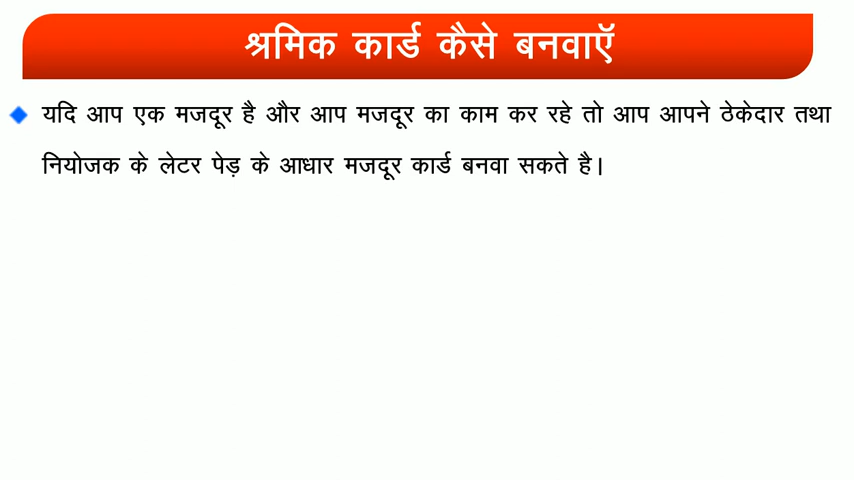 श्रमिक कार्ड कैसे बनवाऍ
यदि आप एक मजदूर है और आप मजदूर का काम कर रहे तो आप आपने ठेकेदार तथा
नियोजक के लेटर पेड़ के आधार मजदूर कार्ड बनवा सकते है।